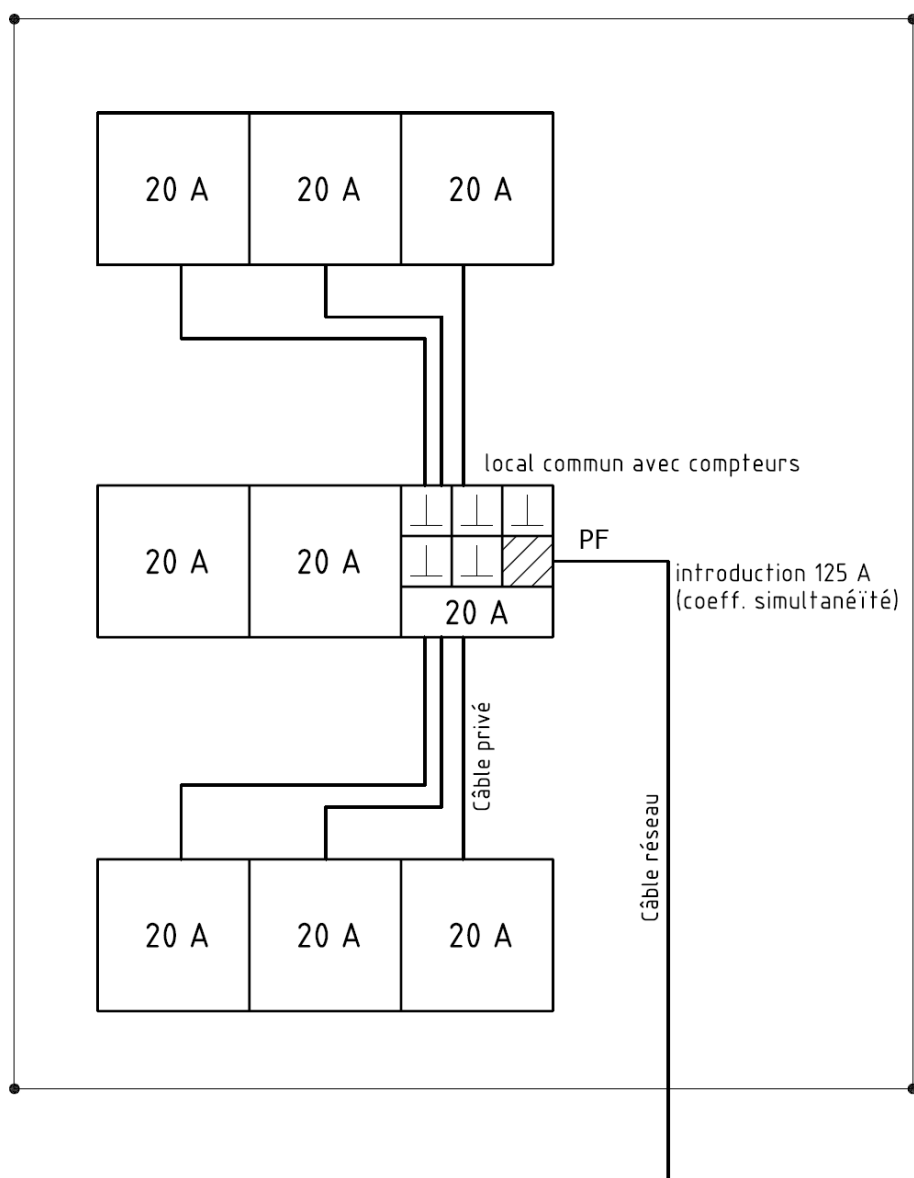 20 A
20 A
20 A
local commun avec compteurs
20 A
20 A
20 A
PF
introduction 125 A
(coeff. simultanéïté)
Câble privé
Câble réseau
20 A
20 A
20 A